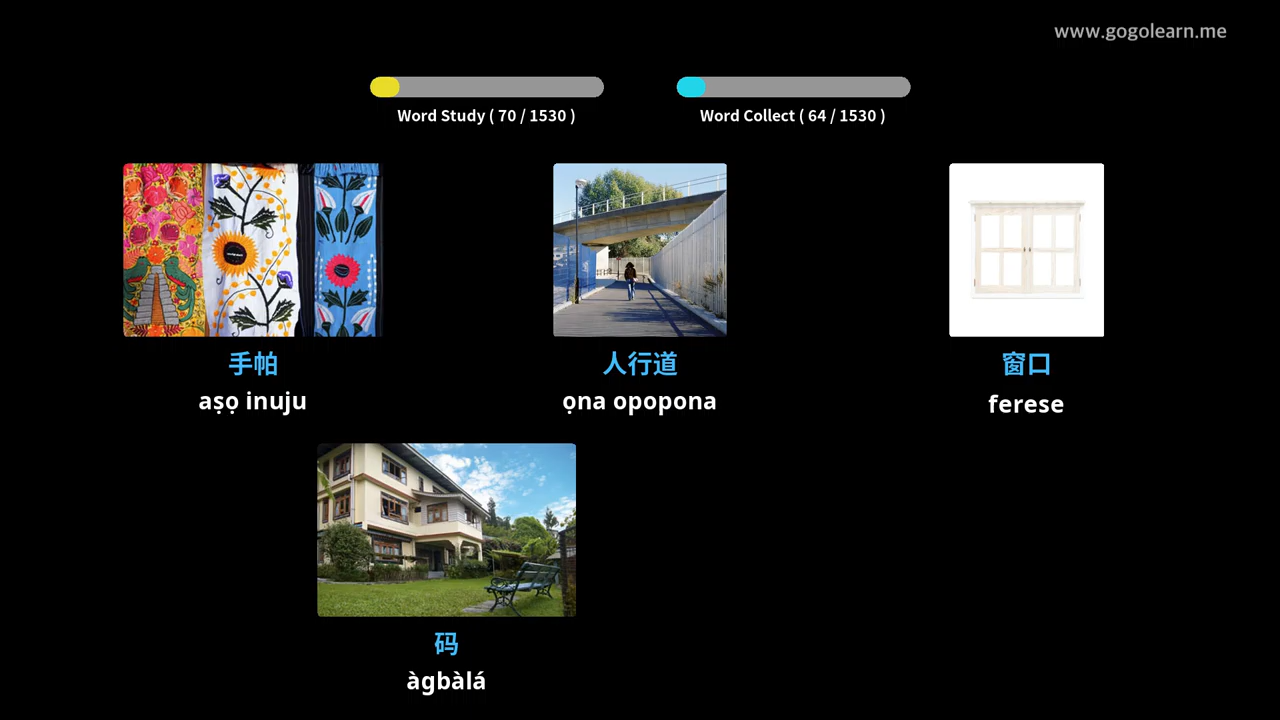 www.gogolearn.me
Word Study ( 70 / 1530 )
Word Collect ( 64 / 1530 )
手帕
aṣọ inuju
人行道
ọna opopona
窗口
ferese
码
àgbàlá